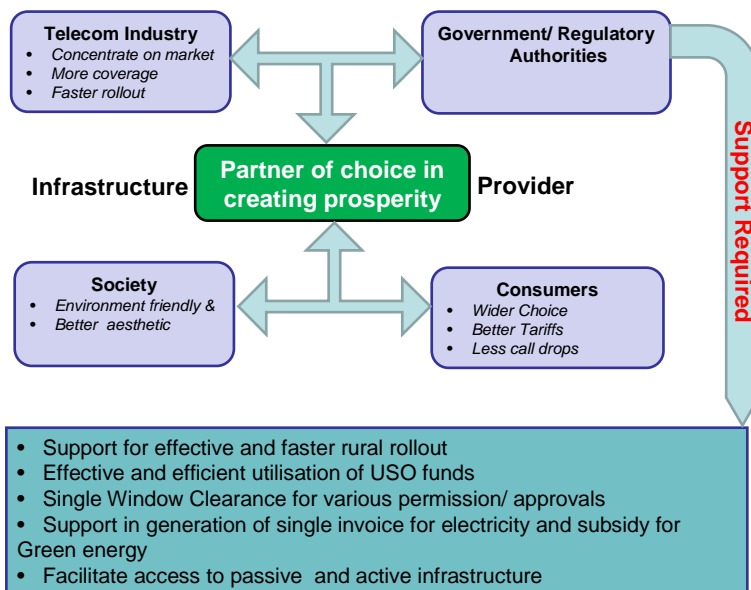 Telecom Industry
• Concentrate on market
• More coverage
• Faster rollout
Government/ Regulatory
Authorities
Support Required
Infrastructure
Partner of choice in
creating prosperity
Provider
Society
• Environment friendly &
• Better aesthetic
Consumers
• Wider Choice
• Better Tariffs
• Less call drops
• Support for effective and faster rural rollout
• Effective and efficient utilisation of USO funds
• Single Window Clearance for various permission/ approvals
• Support in generation of single invoice for electricity and subsidy for
Green energy
• Facilitate access to passive and active infrastructure